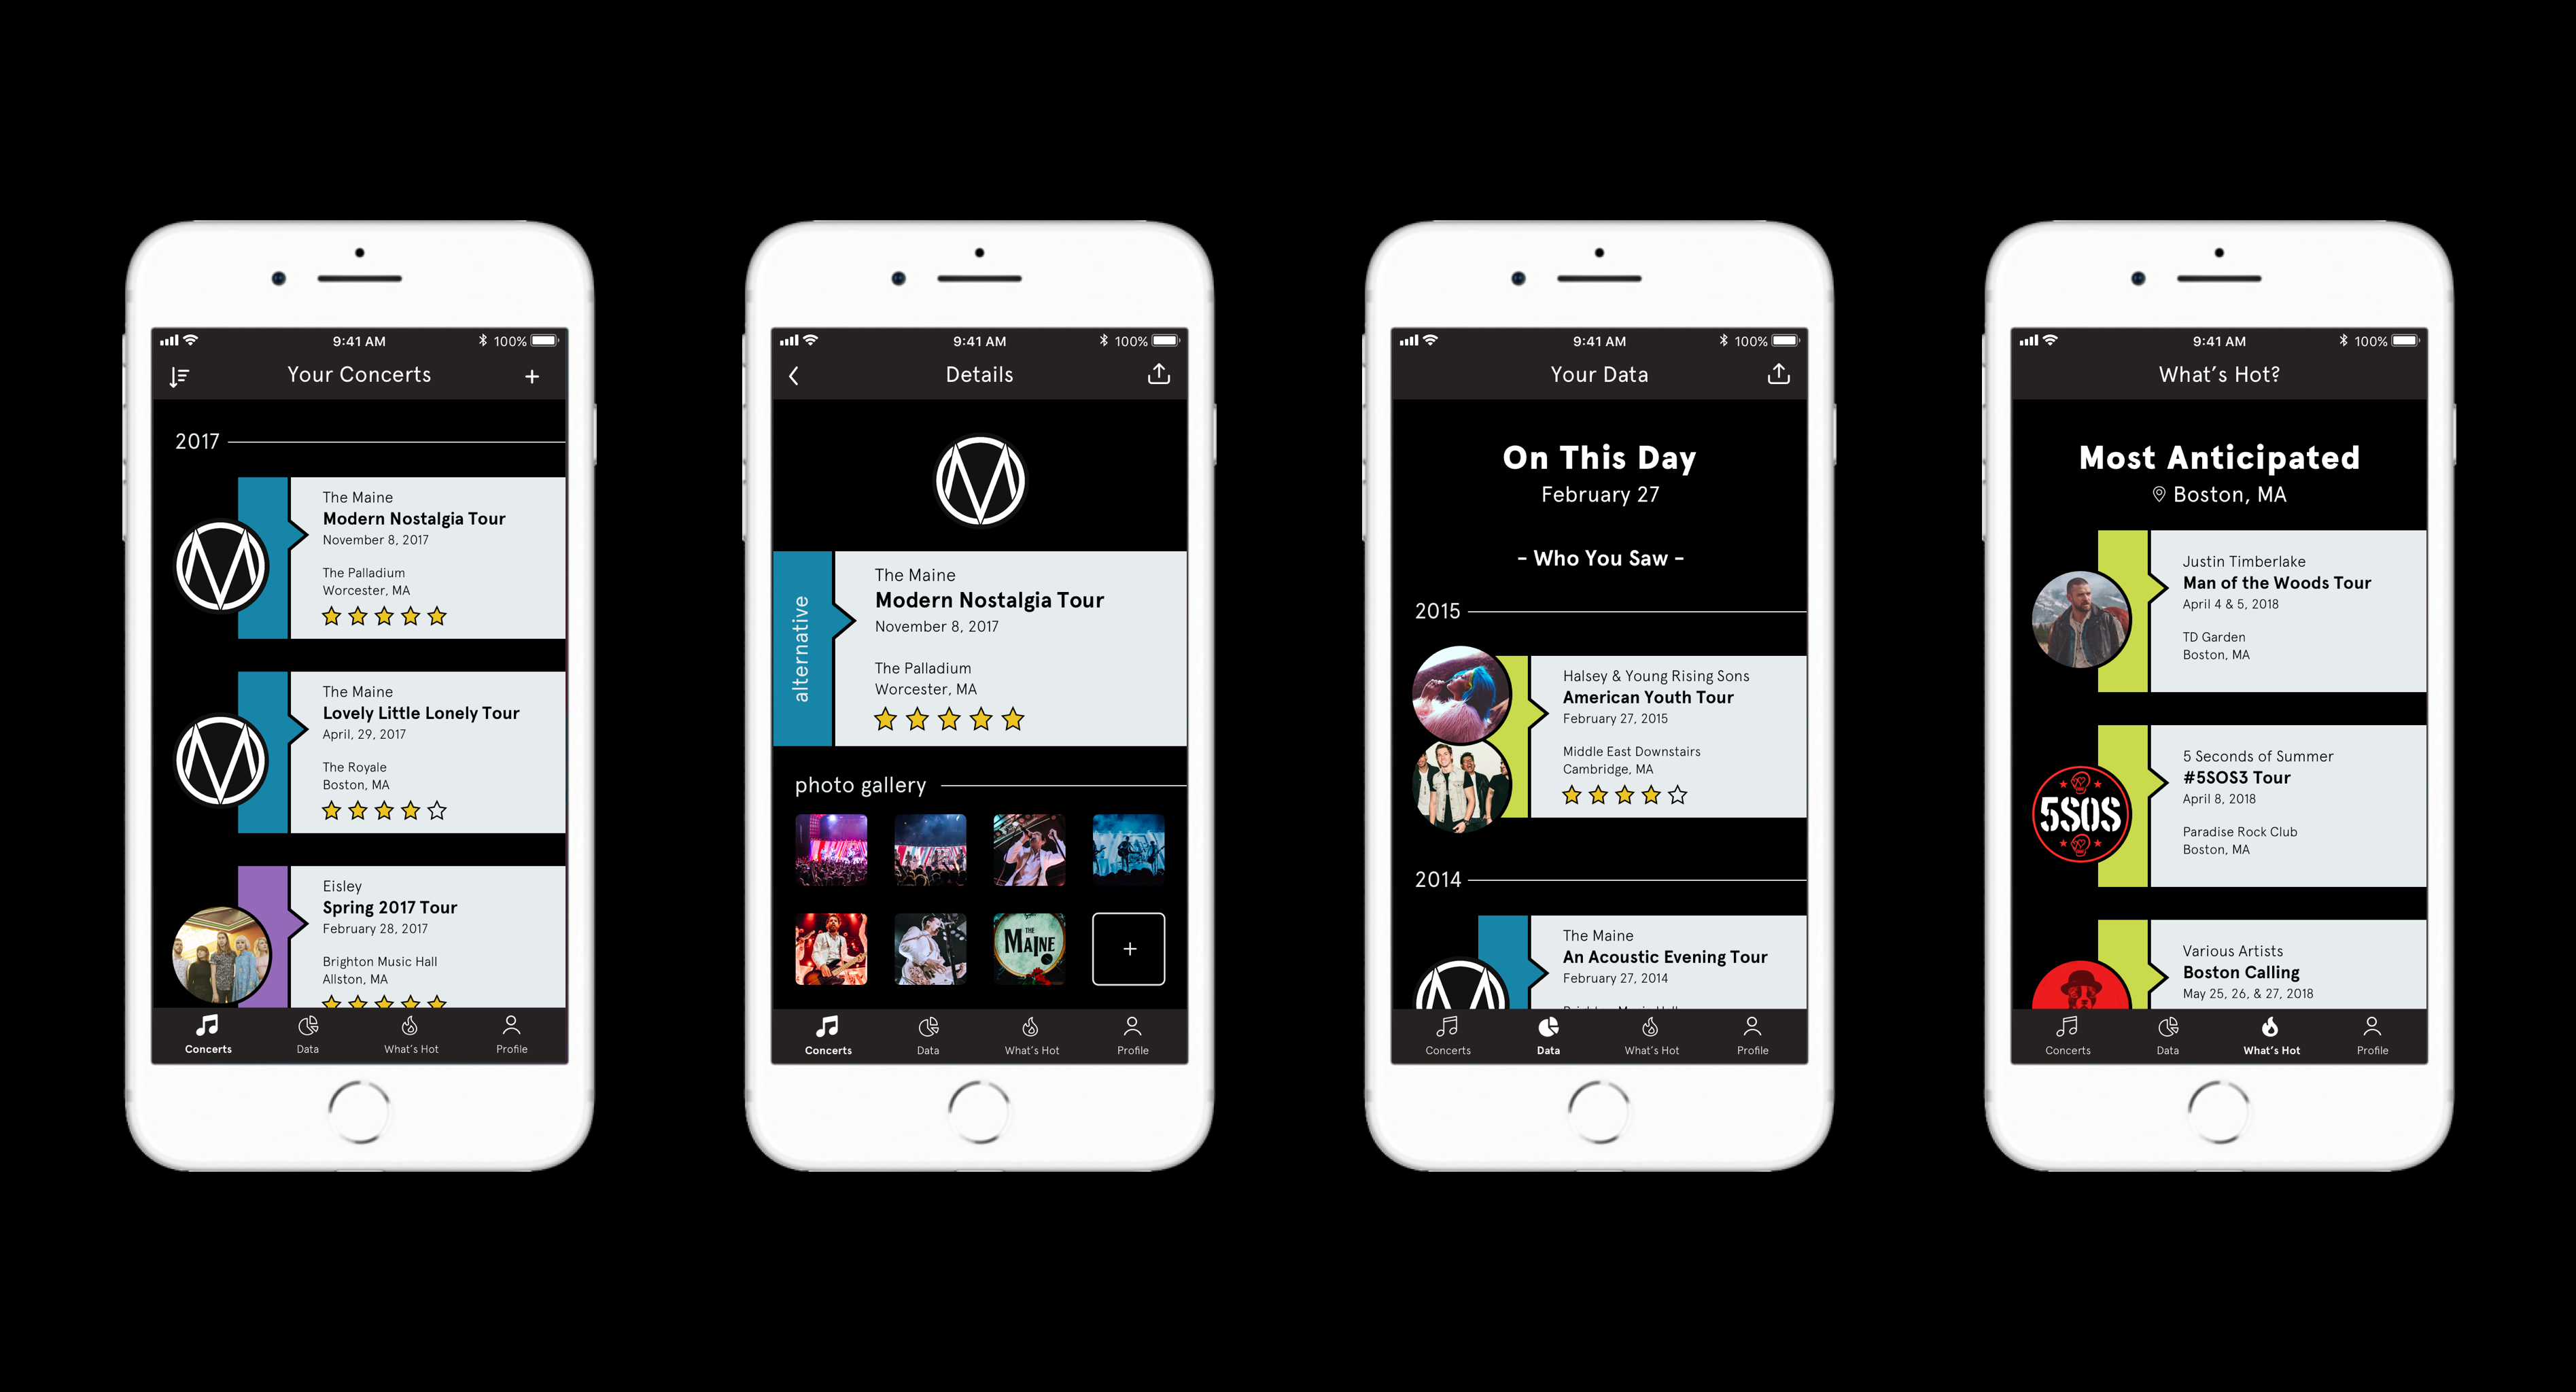 9:41 AM
100%
Your Concerts
+
2017
The Maine
Modern Nostalgia Tour
November 8, 2017
The Palladium
Worcester, MA
The Maine
Lovely Little Lonely Tour
April, 29, 2017
The Royale
Boston, MA
Eisley
Spring 2017 Tour
February 28, 2017
Brighton Music Hall
Allston, MA
Concerts
Data
What's Hot
Profile
9:41 AM
100%
Details
alternative
The Maine
Modern Nostalgia Tour
November 8, 2017
The Palladium
Worcester, MA
photo gallery
THE
MAINE
+
Concerts
Data
What's Hot
Profile
9:41 AM
100%
Your Data
On This Day
February 27
- Who You Saw -
2015
Halsey & Young Rising Sons
American Youth Tour
February 27, 2015
Middle East Downstairs
Cambridge, MA
2014
The Maine
An Acoustic Evening Tour
February 27, 2014
Concerts
Data
What's Hot
Profile
9:41 AM
100%
What's Hot?
Most Anticipated
Boston, MA
Justin Timberlake
Man of the Woods Tour
April 4 & 5, 2018
TD Garden
Boston, MA
5SOS
5 Seconds of Summer
#5SOS3 Tour
April 8, 2018
Paradise Rock Club
Boston, MA
Various Artists
Boston Calling
May 25, 26, & 27, 2018
Concerts
Data
What's Hot
Profile